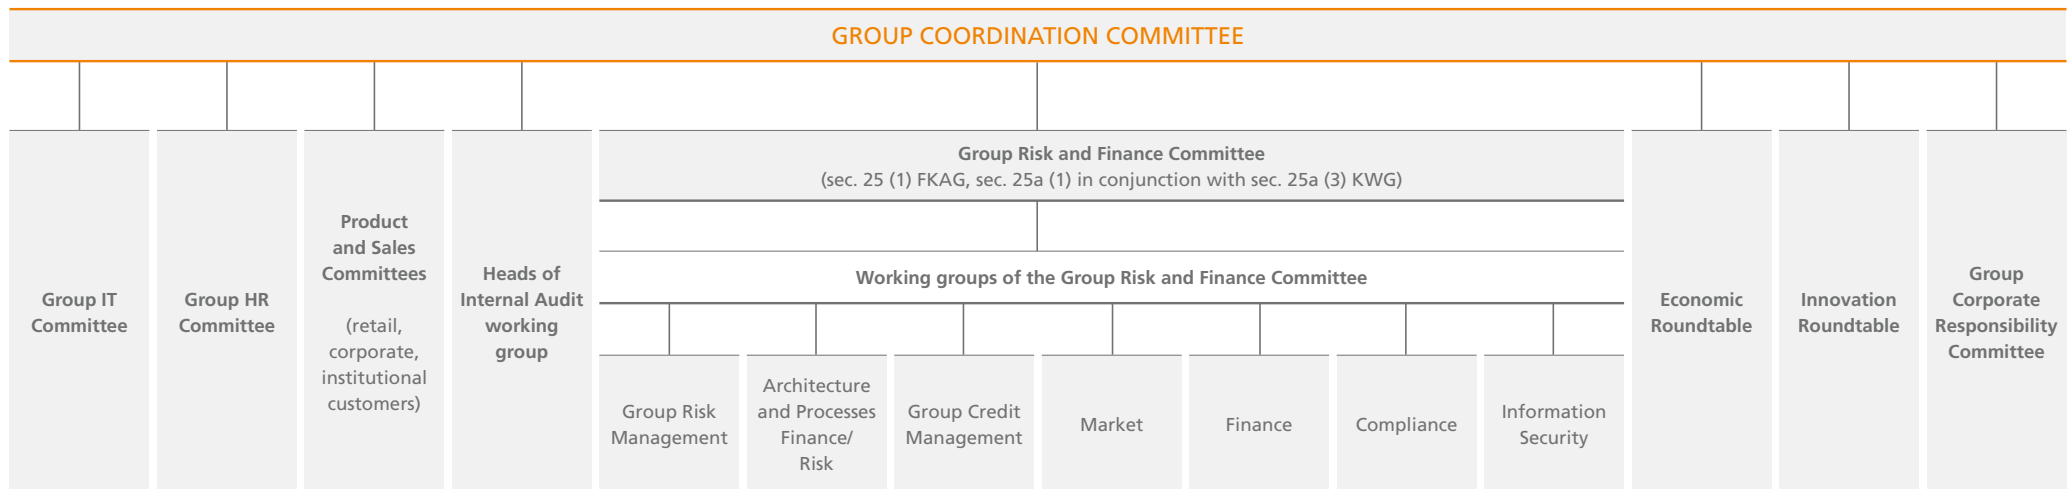 GROUP COORDINATION COMMITTEE
Group IT
Committee
Group HR
Committee
Product
and Sales
Committees
(retail,
corporate,
institutional
customers)
Heads of
Internal Audit
working
group
Group Risk and Finance Committee
(sec. 25 (1) FKAG, sec. 25a (1) in conjunction with sec. 25a (3) KWG)
Working groups of the Group Risk and Finance Committee
Group Risk
Management
Architecture
and Processes
Finance/
Risk
Group Credit
Management
Market
Finance
Compliance
Information
Security
Economic
Roundtable
Innovation
Roundtable
Group
Corporate
Responsibility
Committee